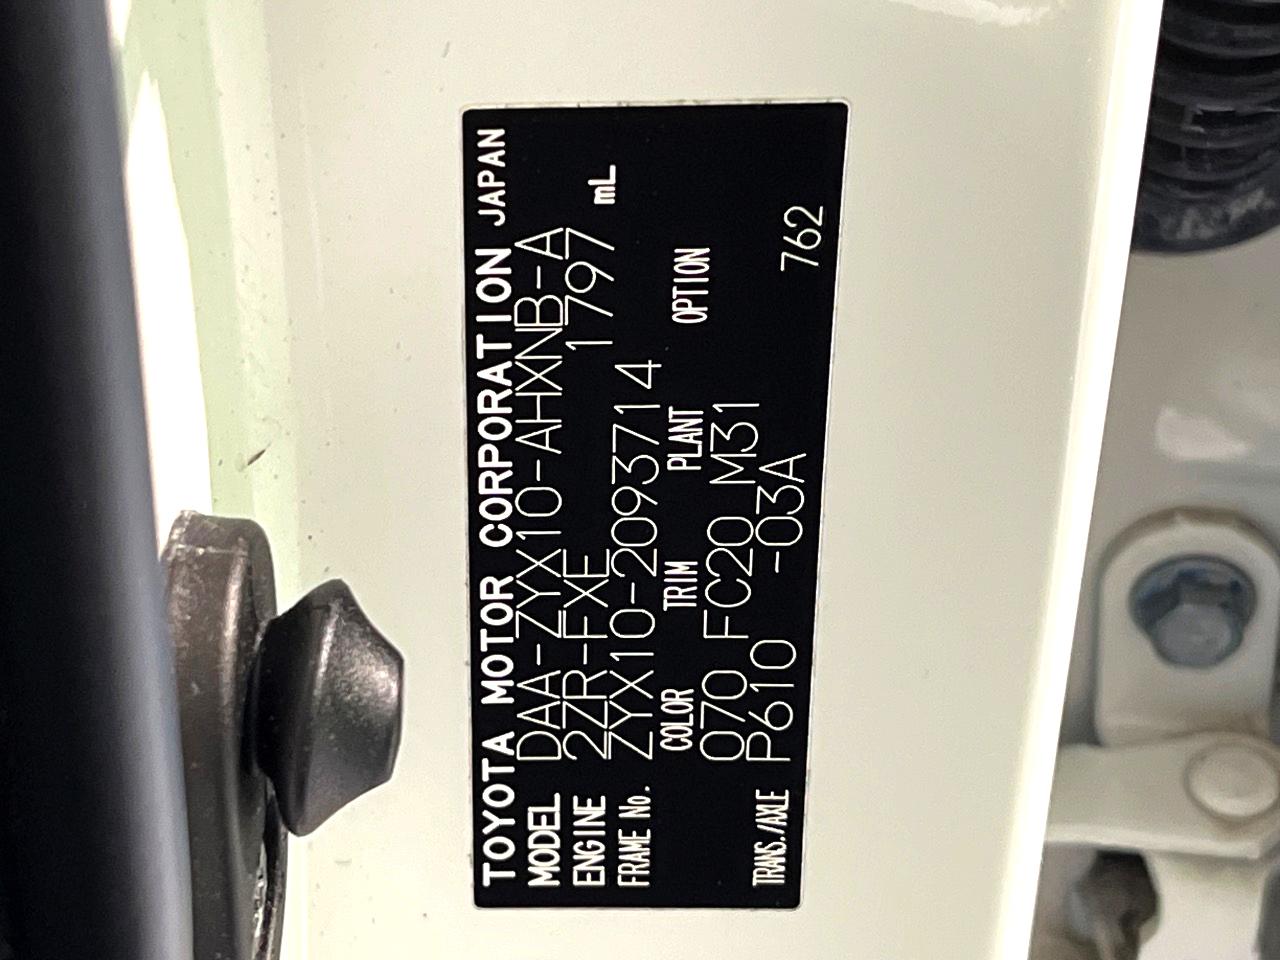 TOYOTA MOTOR CORPORATION JAPAN
MODEL DAA-ZYX10-AHXNB-A
ENGINE 2ZR-FXE 1797 mL
FRAME No. ZYX10-2093714
COLOR TRIM PLANT OPTION
070 FC20 M31
TRANS./AXLE P610 -03A 762